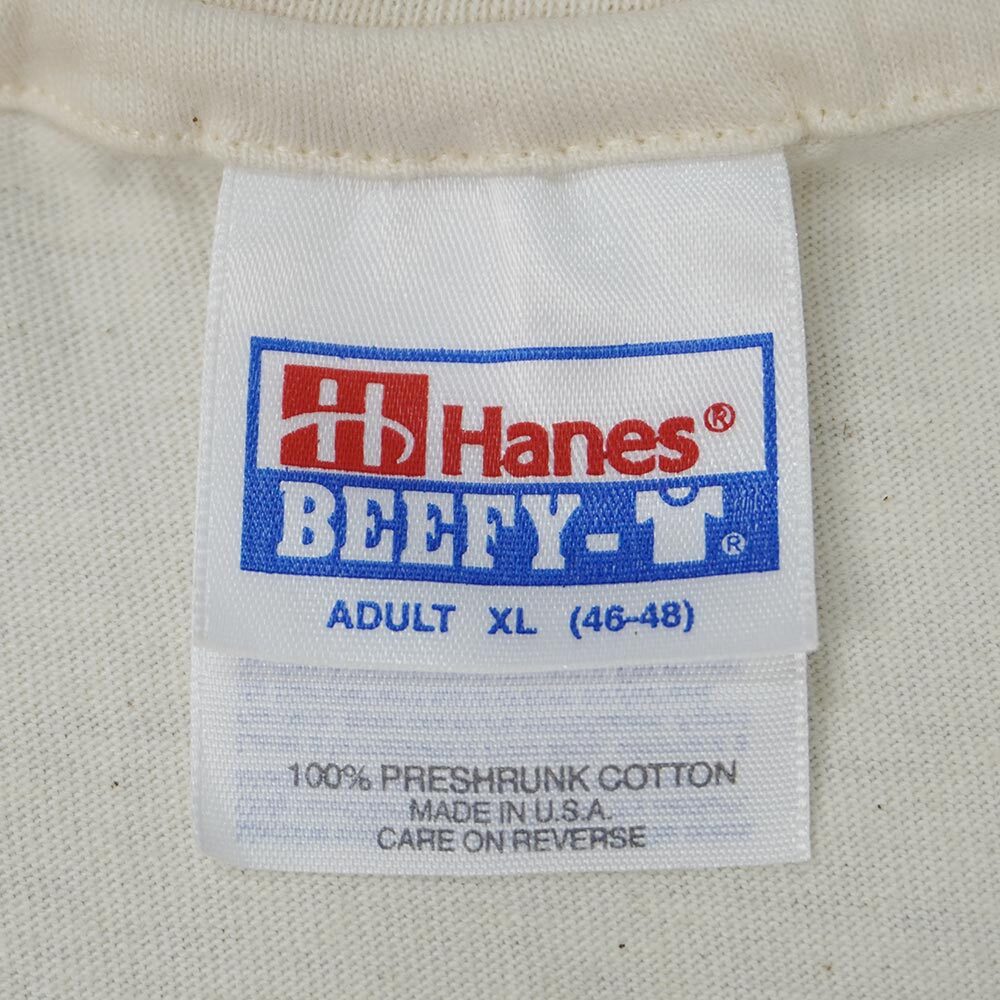 H Hanes®
BEEFY-T®
ADULT XL (46-48)
100% PRESHRUNK COTTON
MADE IN U.S.A.
CARE ON REVERSE